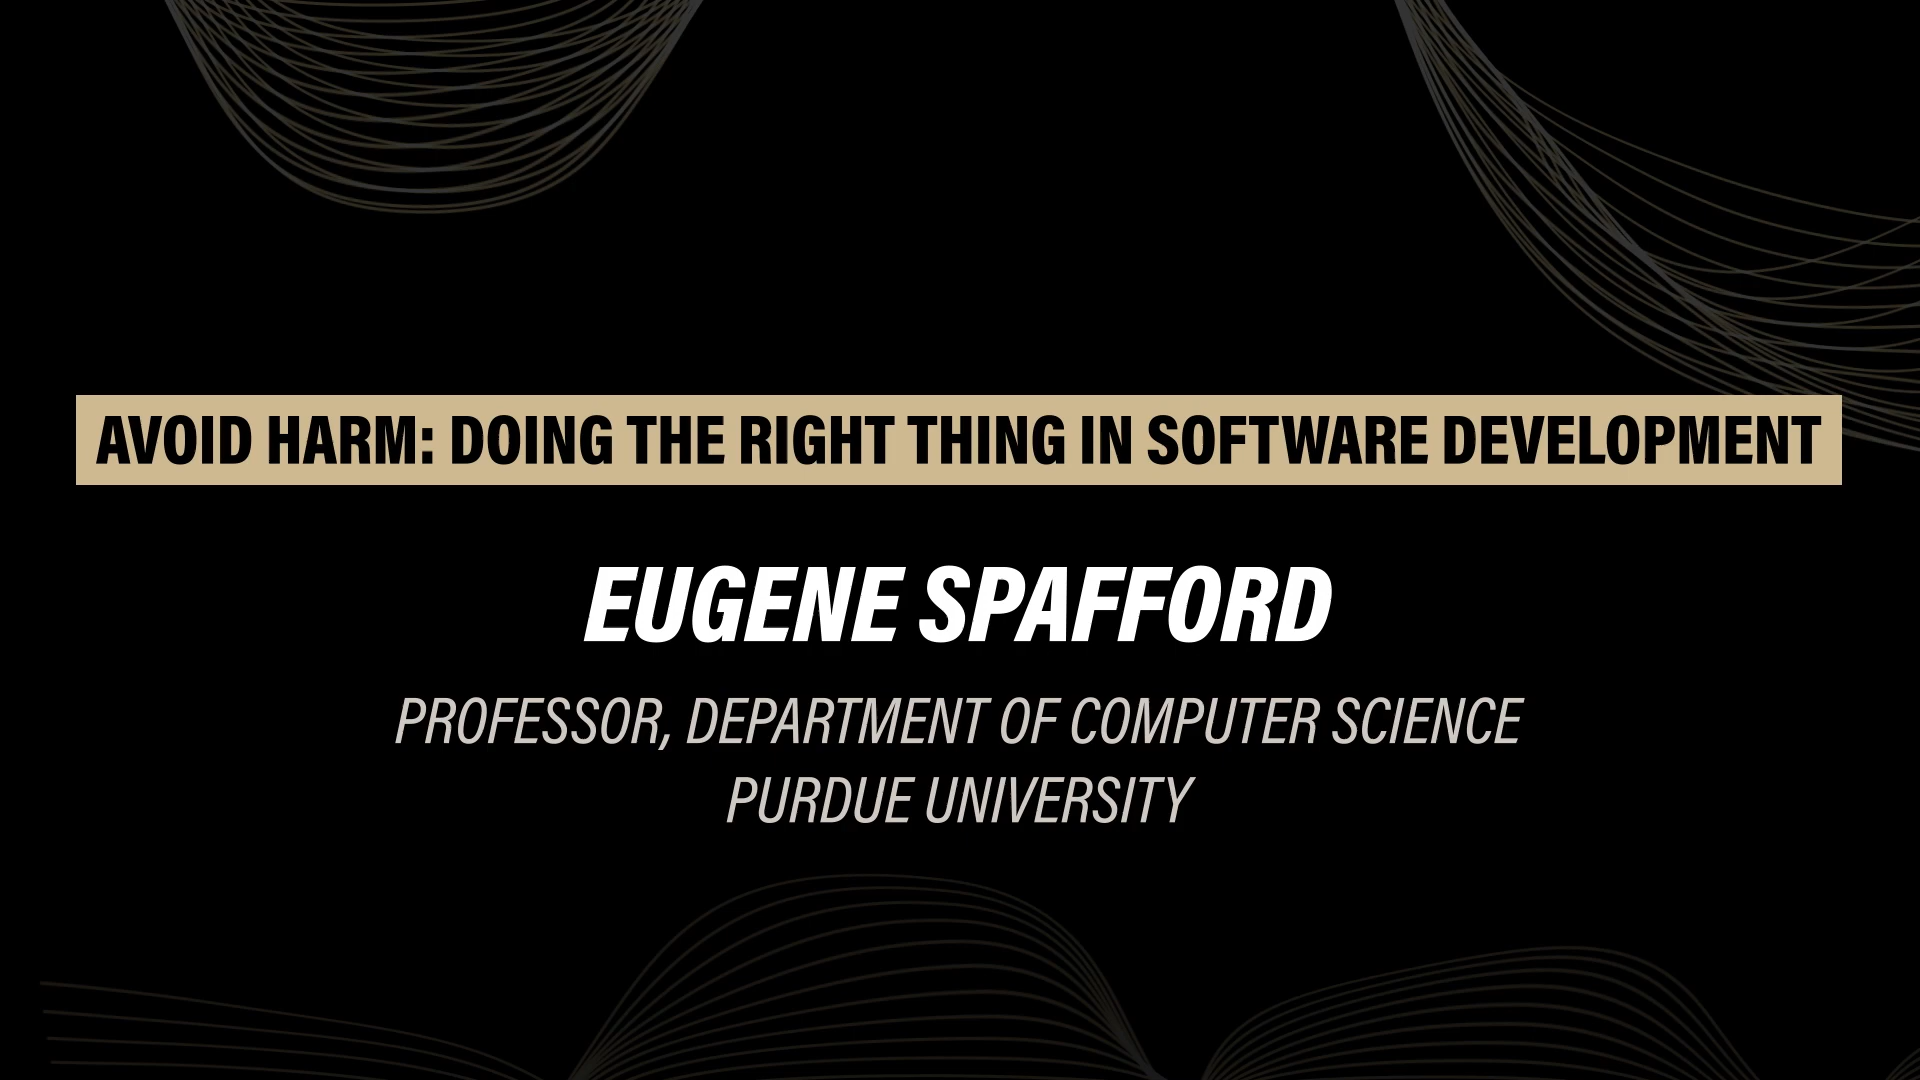 AVOID HARM: DOING THE RIGHT THING IN SOFTWARE DEVELOPMENT
EUGENE SPAFFORD
PROFESSOR, DEPARTMENT OF COMPUTER SCIENCE
PURDUE UNIVERSITY